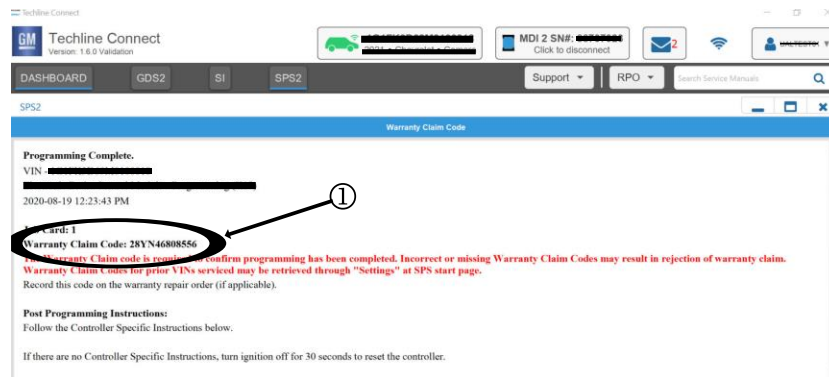 Techline Connect
GM Techline Connect
Version: 1.6.0 Validation
2021 • Chevrolet • Camaro
MDI 2 SN#:
Click to disconnect
2
DASHBOARD GDS2 SI SPS2 Support RPO Search Service Manuals
SPS2
Warranty Claim Code
Programming Complete.
VIN -
2020-08-19 12:23:43 PM
1
Job Card: 1
Warranty Claim Code: 28YN46808556
The Warranty Claim code is required to confirm programming has been completed. Incorrect or missing Warranty Claim Codes may result in rejection of warranty claim.
Warranty Claim Codes for prior VINs serviced may be retrieved through "Settings" at SPS start page.
Record this code on the warranty repair order (if applicable).
Post Programming Instructions:
Follow the Controller Specific Instructions below.
If there are no Controller Specific Instructions, turn ignition off for 30 seconds to reset the controller.